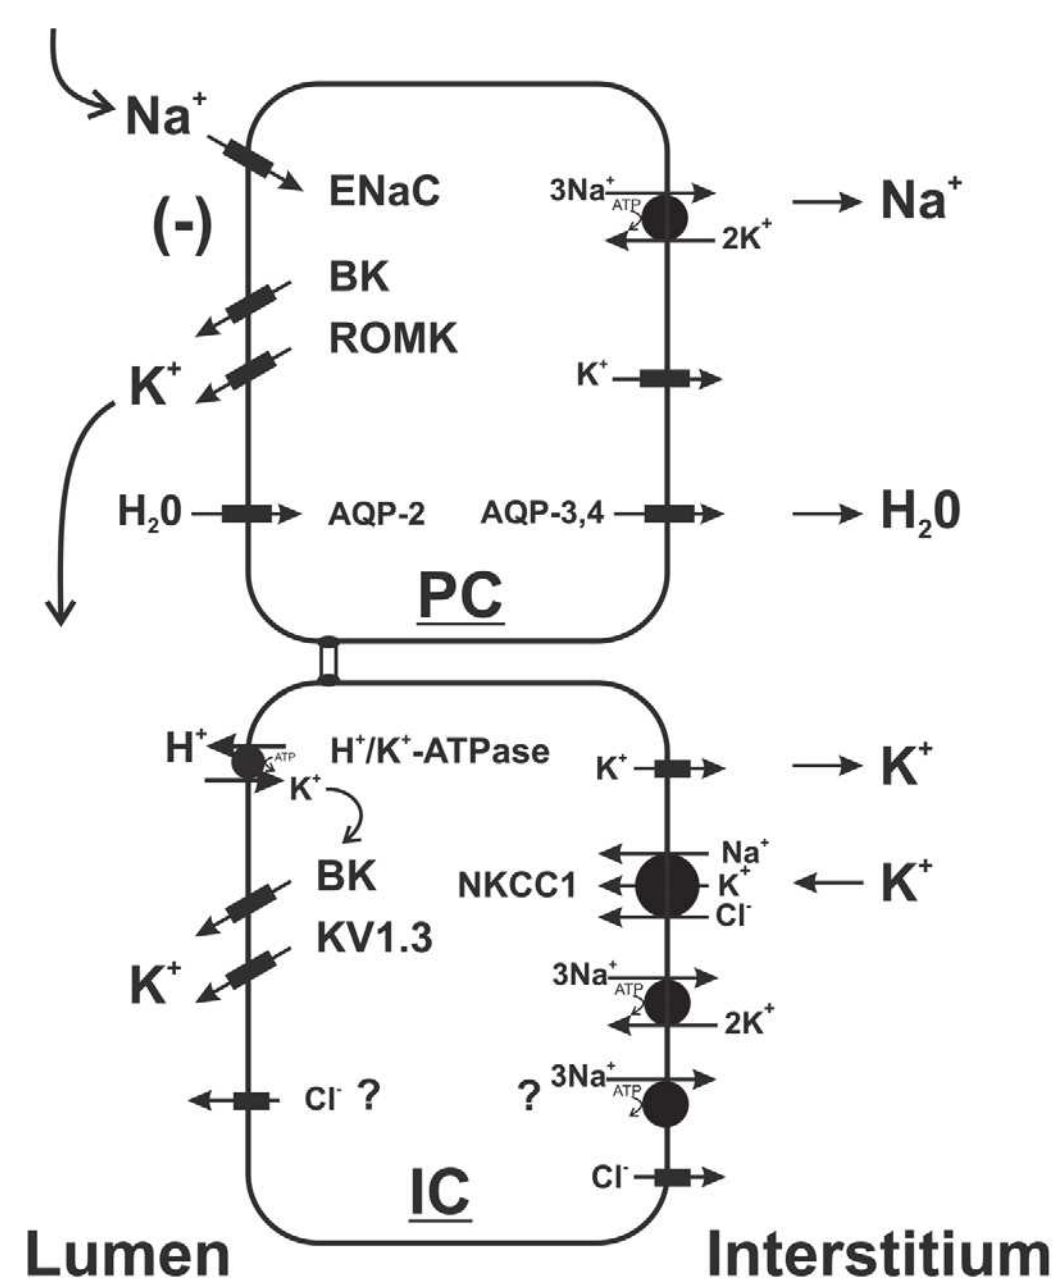 Na⁺
ENaC
3Na⁺
ATP
2K⁺
Na⁺
(-)
BK
ROMK
K⁺
K⁺
H₂0
AQP-2
AQP-3,4
H₂0
PC
H⁺
ATP
H⁺/K⁺-ATPase
K⁺
K⁺
K⁺
BK
KV1.3
K⁺
NKCC1
Na⁺
K⁺
Cl⁻
K⁺
3Na⁺
ATP
2K⁺
Cl⁻ ?
? 3Na⁺
ATP
Cl⁻
IC
Lumen
Interstitium